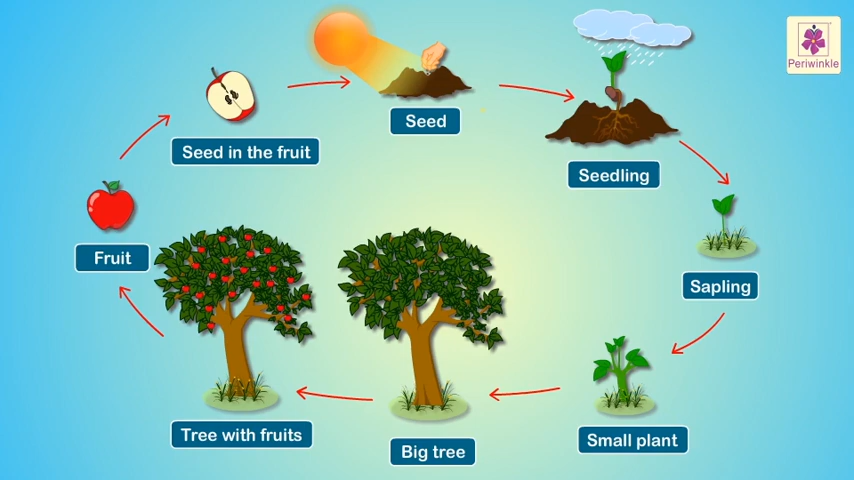 Periwinkle
Seed in the fruit
Seed
Seedling
Fruit
Sapling
Tree with fruits
Big tree
Small plant